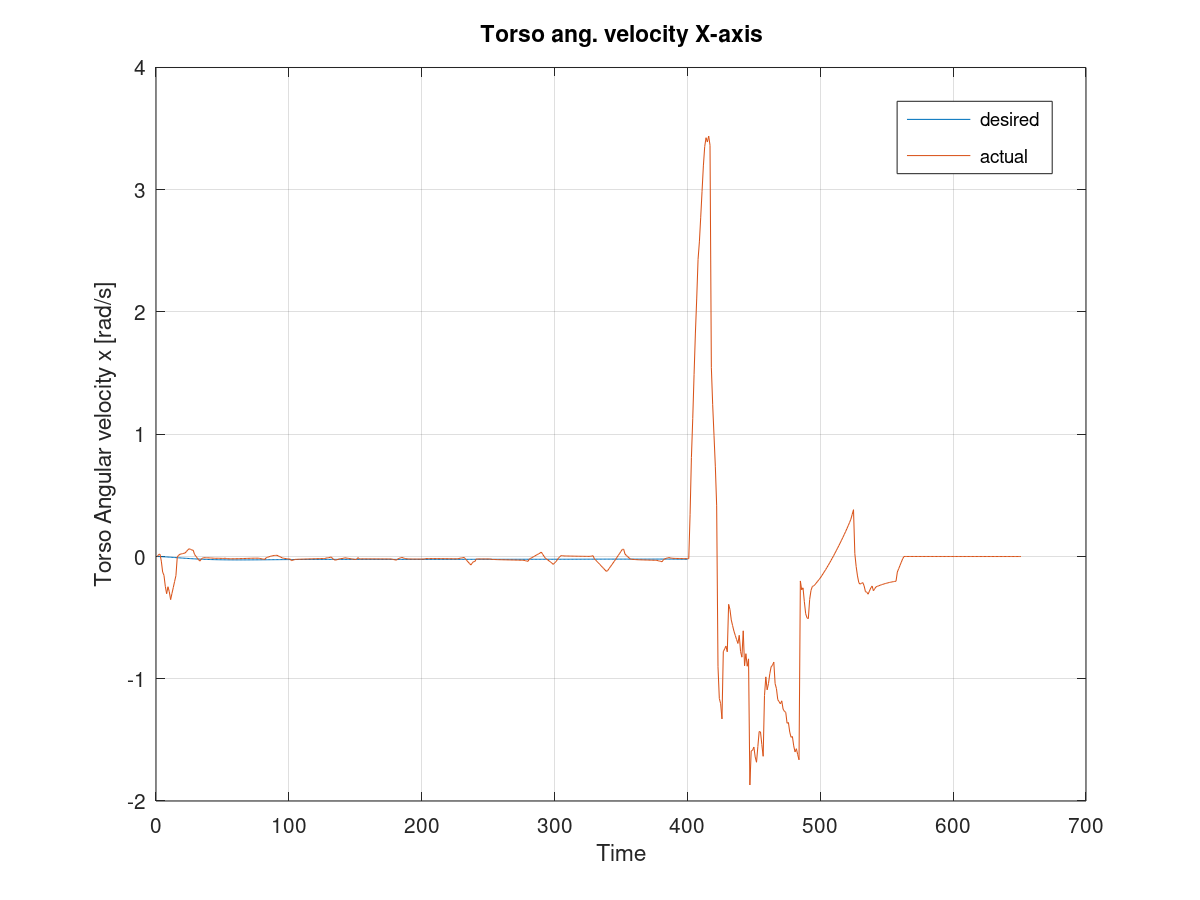 Torso ang. velocity X-axis
4
3
2
1
0
-1
-2
Torso Angular velocity x [rad/s]
desired
actual
0 100 200 300 400 500 600 700
Time